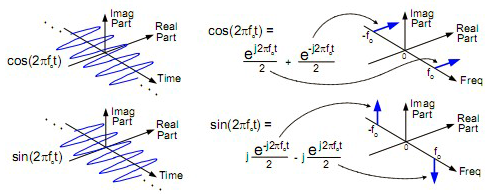 Imag
Part
Real
Part
cos(2πfₒt)
Time
cos(2πfₒt) =
e^j2πfₒt
2
+
e^-j2πfₒt
2
Imag
Part
Real
Part
-fₒ
0
fₒ
Freq
Imag
Part
Real
Part
sin(2πfₒt)
Time
sin(2πfₒt) =
j e^-j2πfₒt
2
- j e^j2πfₒt
2
Imag
Part
Real
Part
-fₒ
0
fₒ
Freq